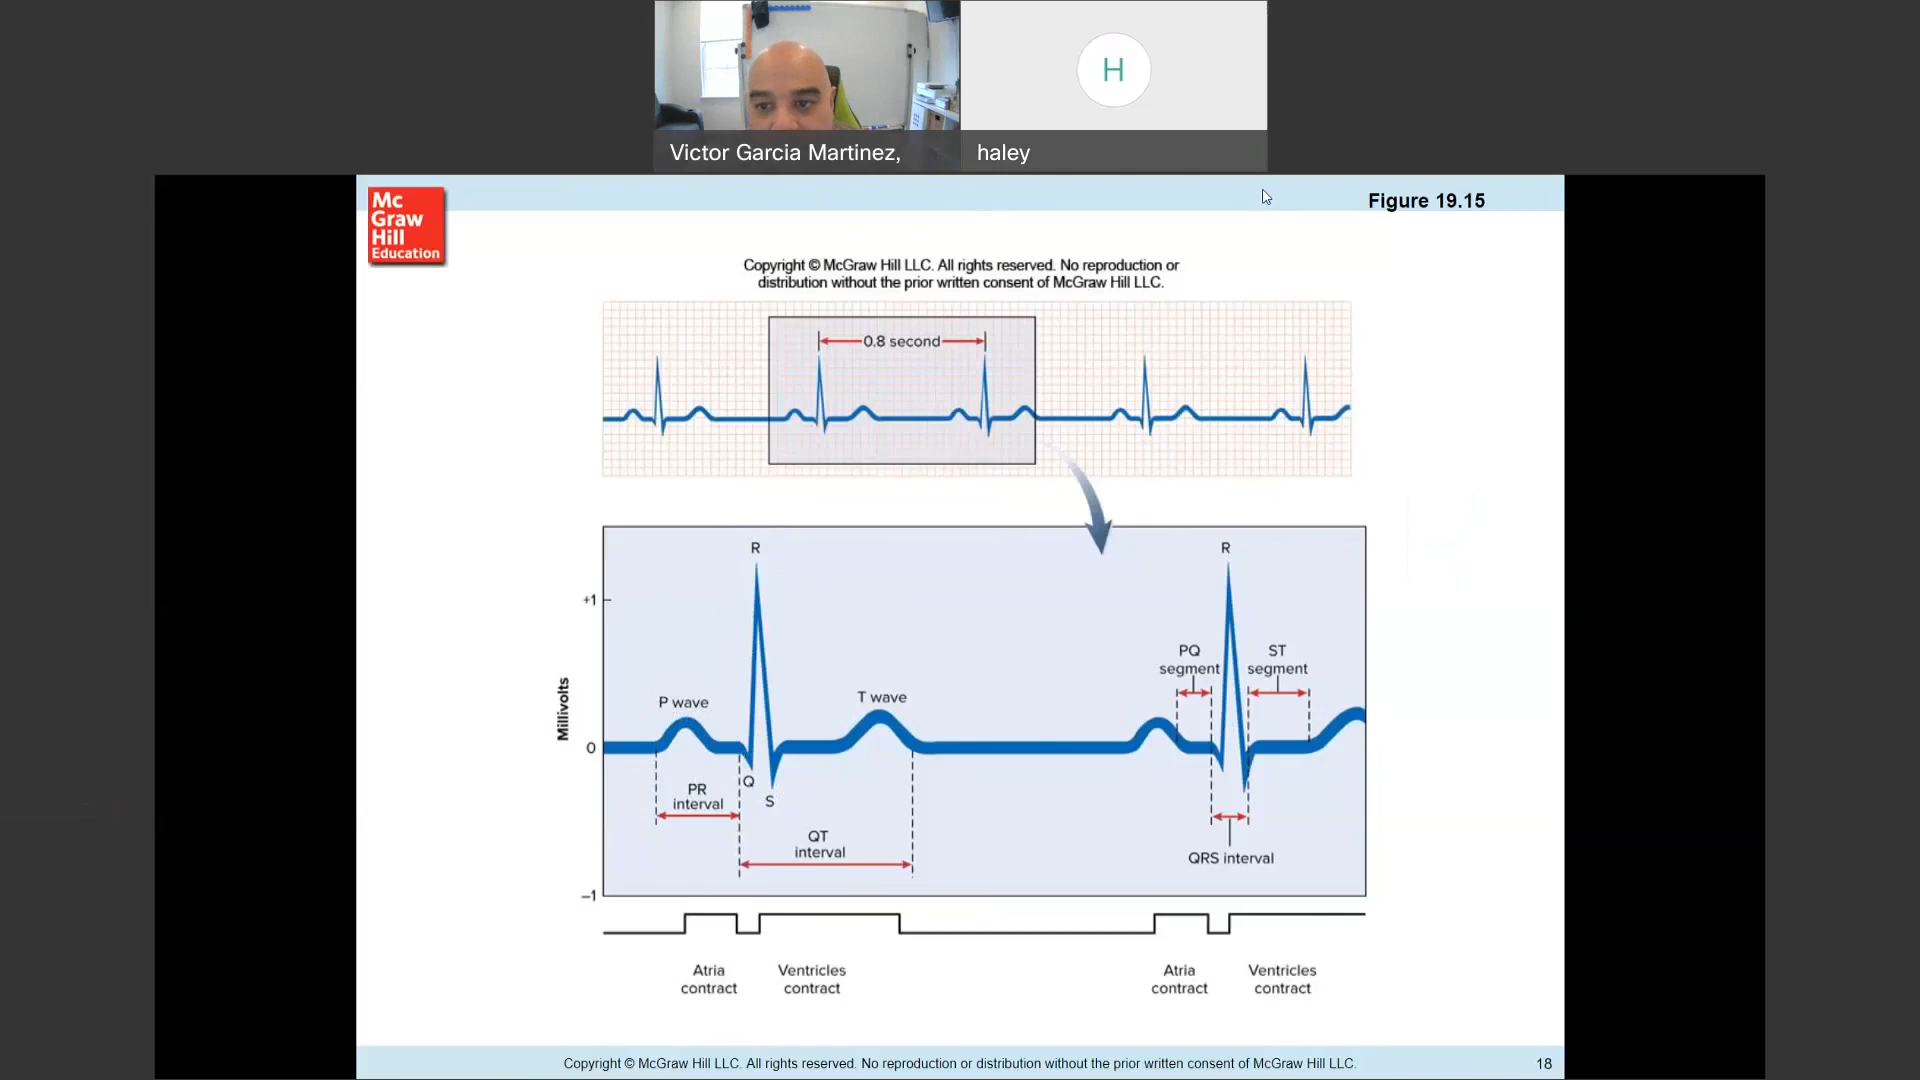 H
Victor Garcia Martinez,
haley
Mc
Graw
Hill
Education
Figure 19.15
Copyright © McGraw Hill LLC. All rights reserved. No reproduction or
distribution without the prior written consent of McGraw Hill LLC.
0.8 second
R
R
+1
PQ
segment
ST
segment
P wave
T wave
Millivolts
0
Q
S
PR
interval
QT
interval
QRS interval
–1
Atria
contract
Ventricles
contract
Atria
contract
Ventricles
contract
Copyright © McGraw Hill LLC. All rights reserved. No reproduction or distribution without the prior written consent of McGraw Hill LLC.
18